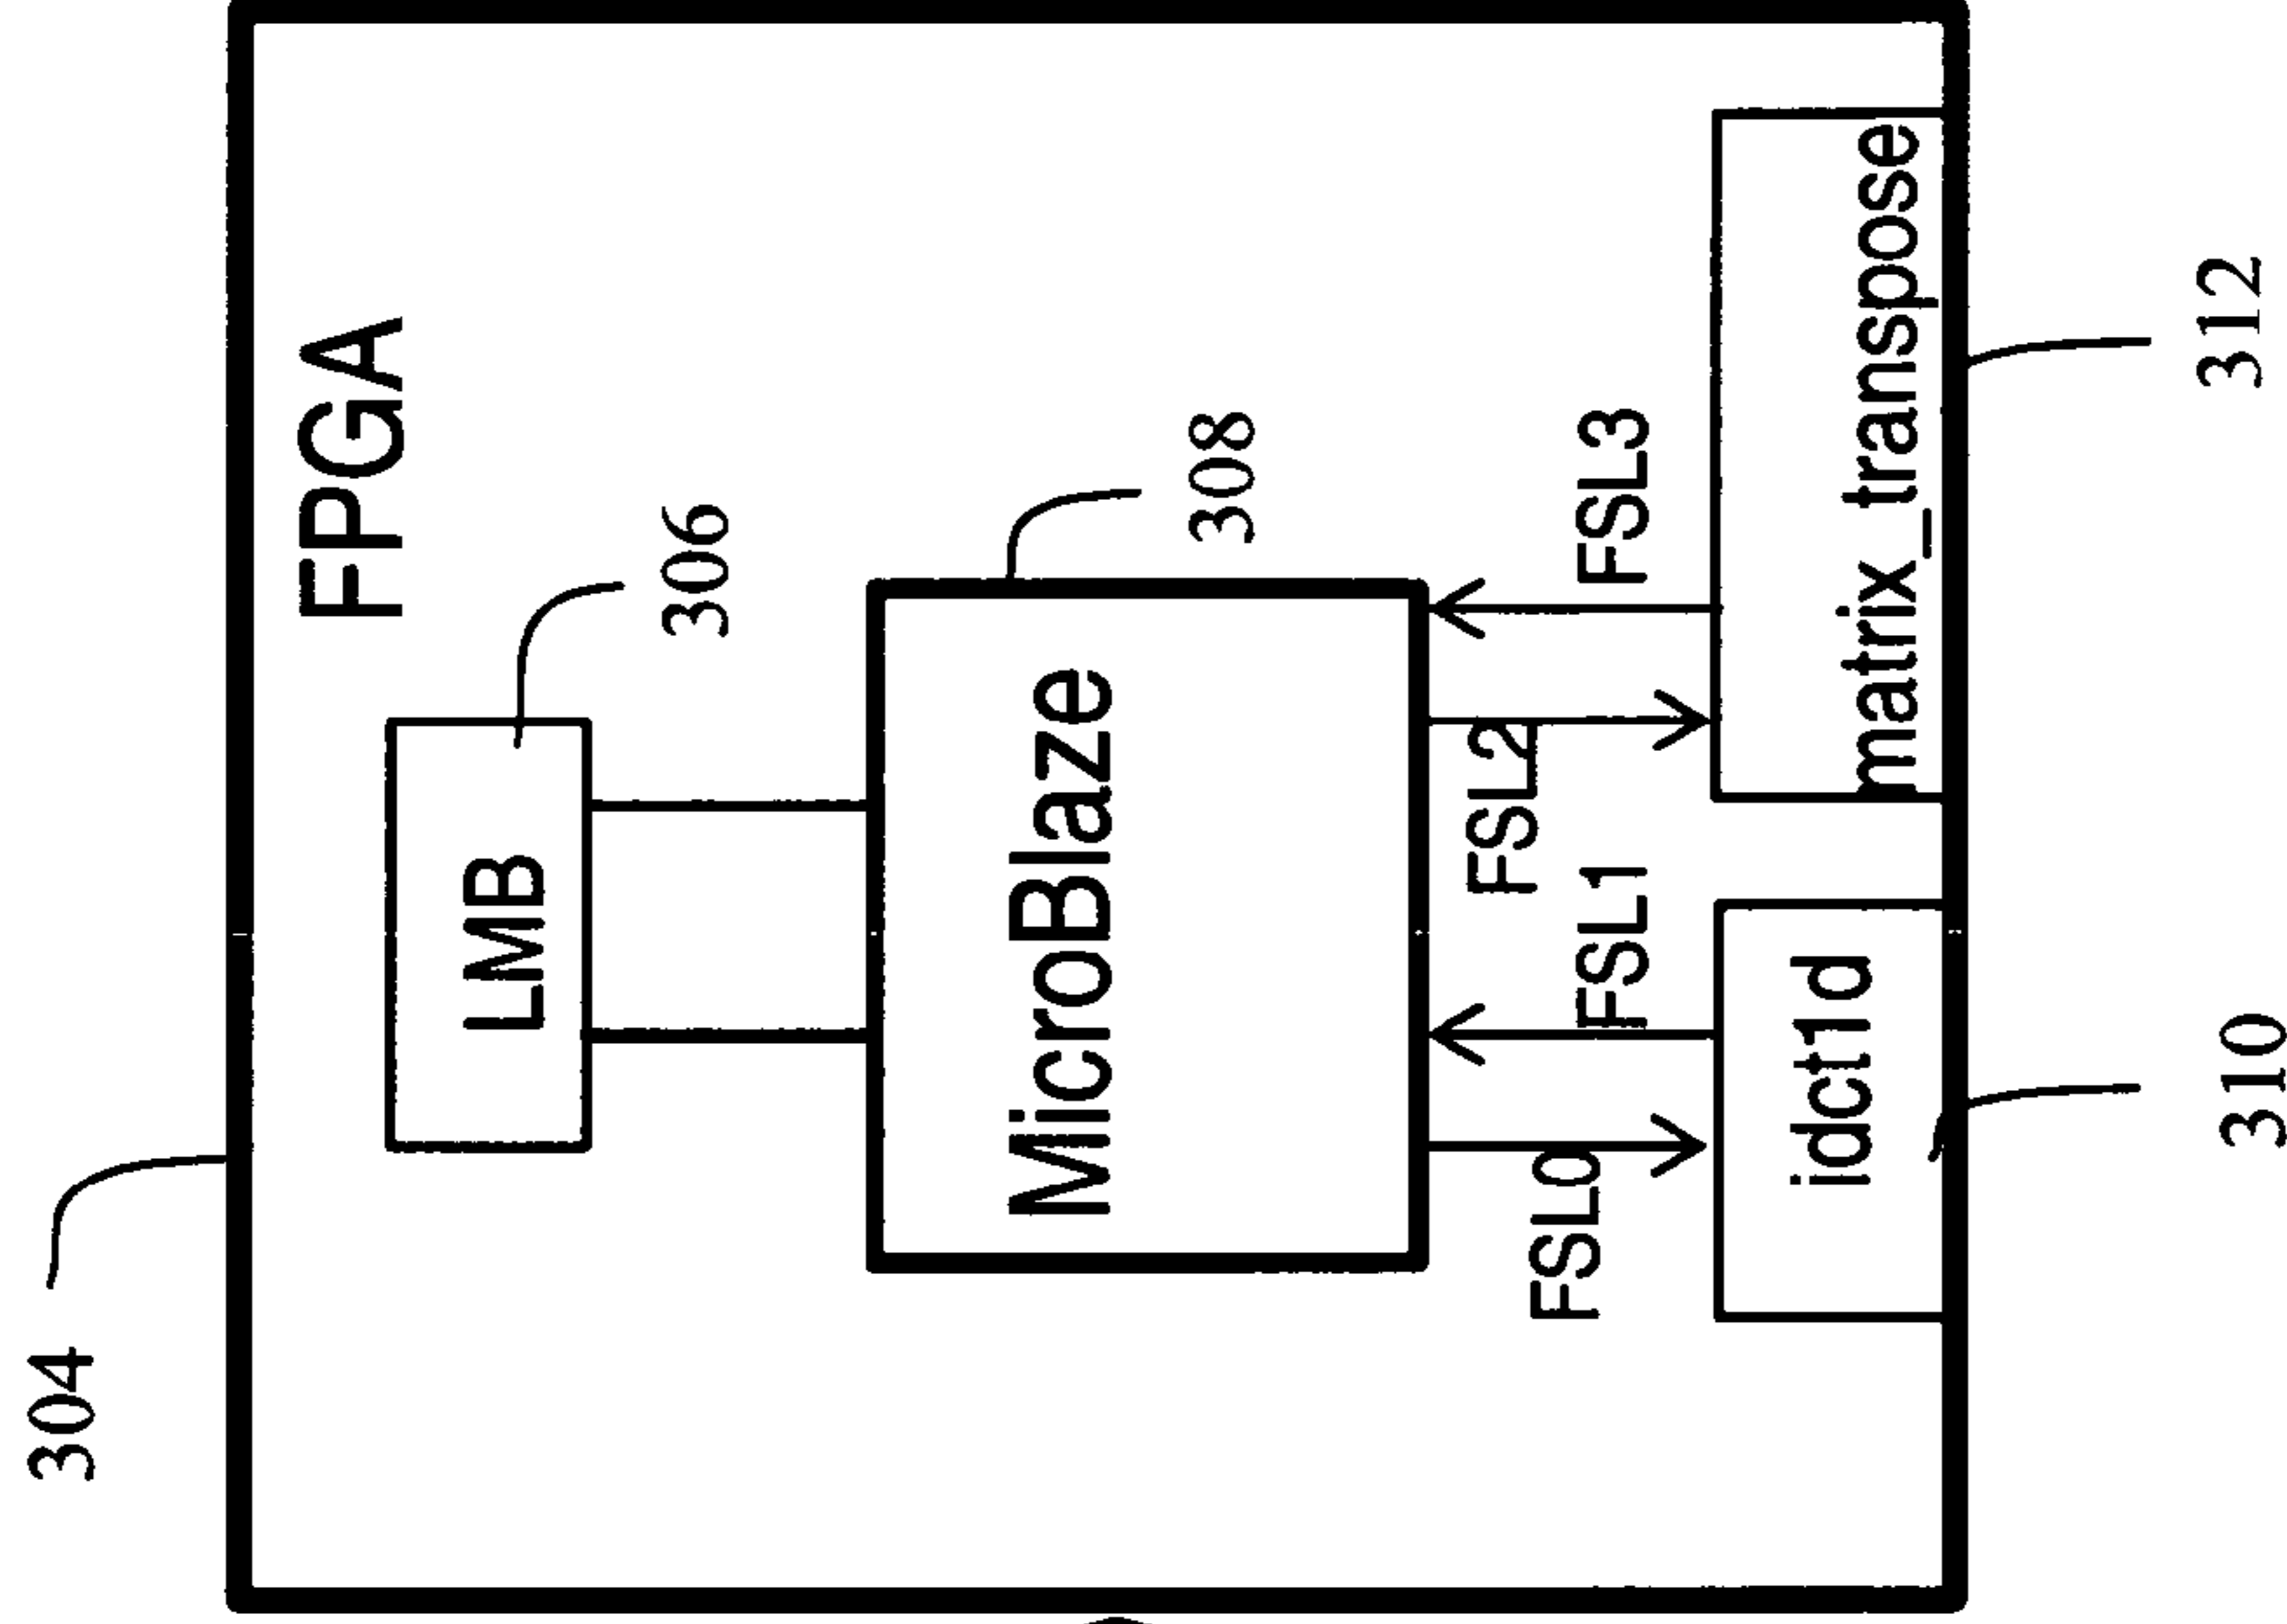 304
FPGA
LMB
306
MicroBlaze
308
FSL0
FSL1
FSL2
FSL3
idct1d
matrix_transpose
310
312